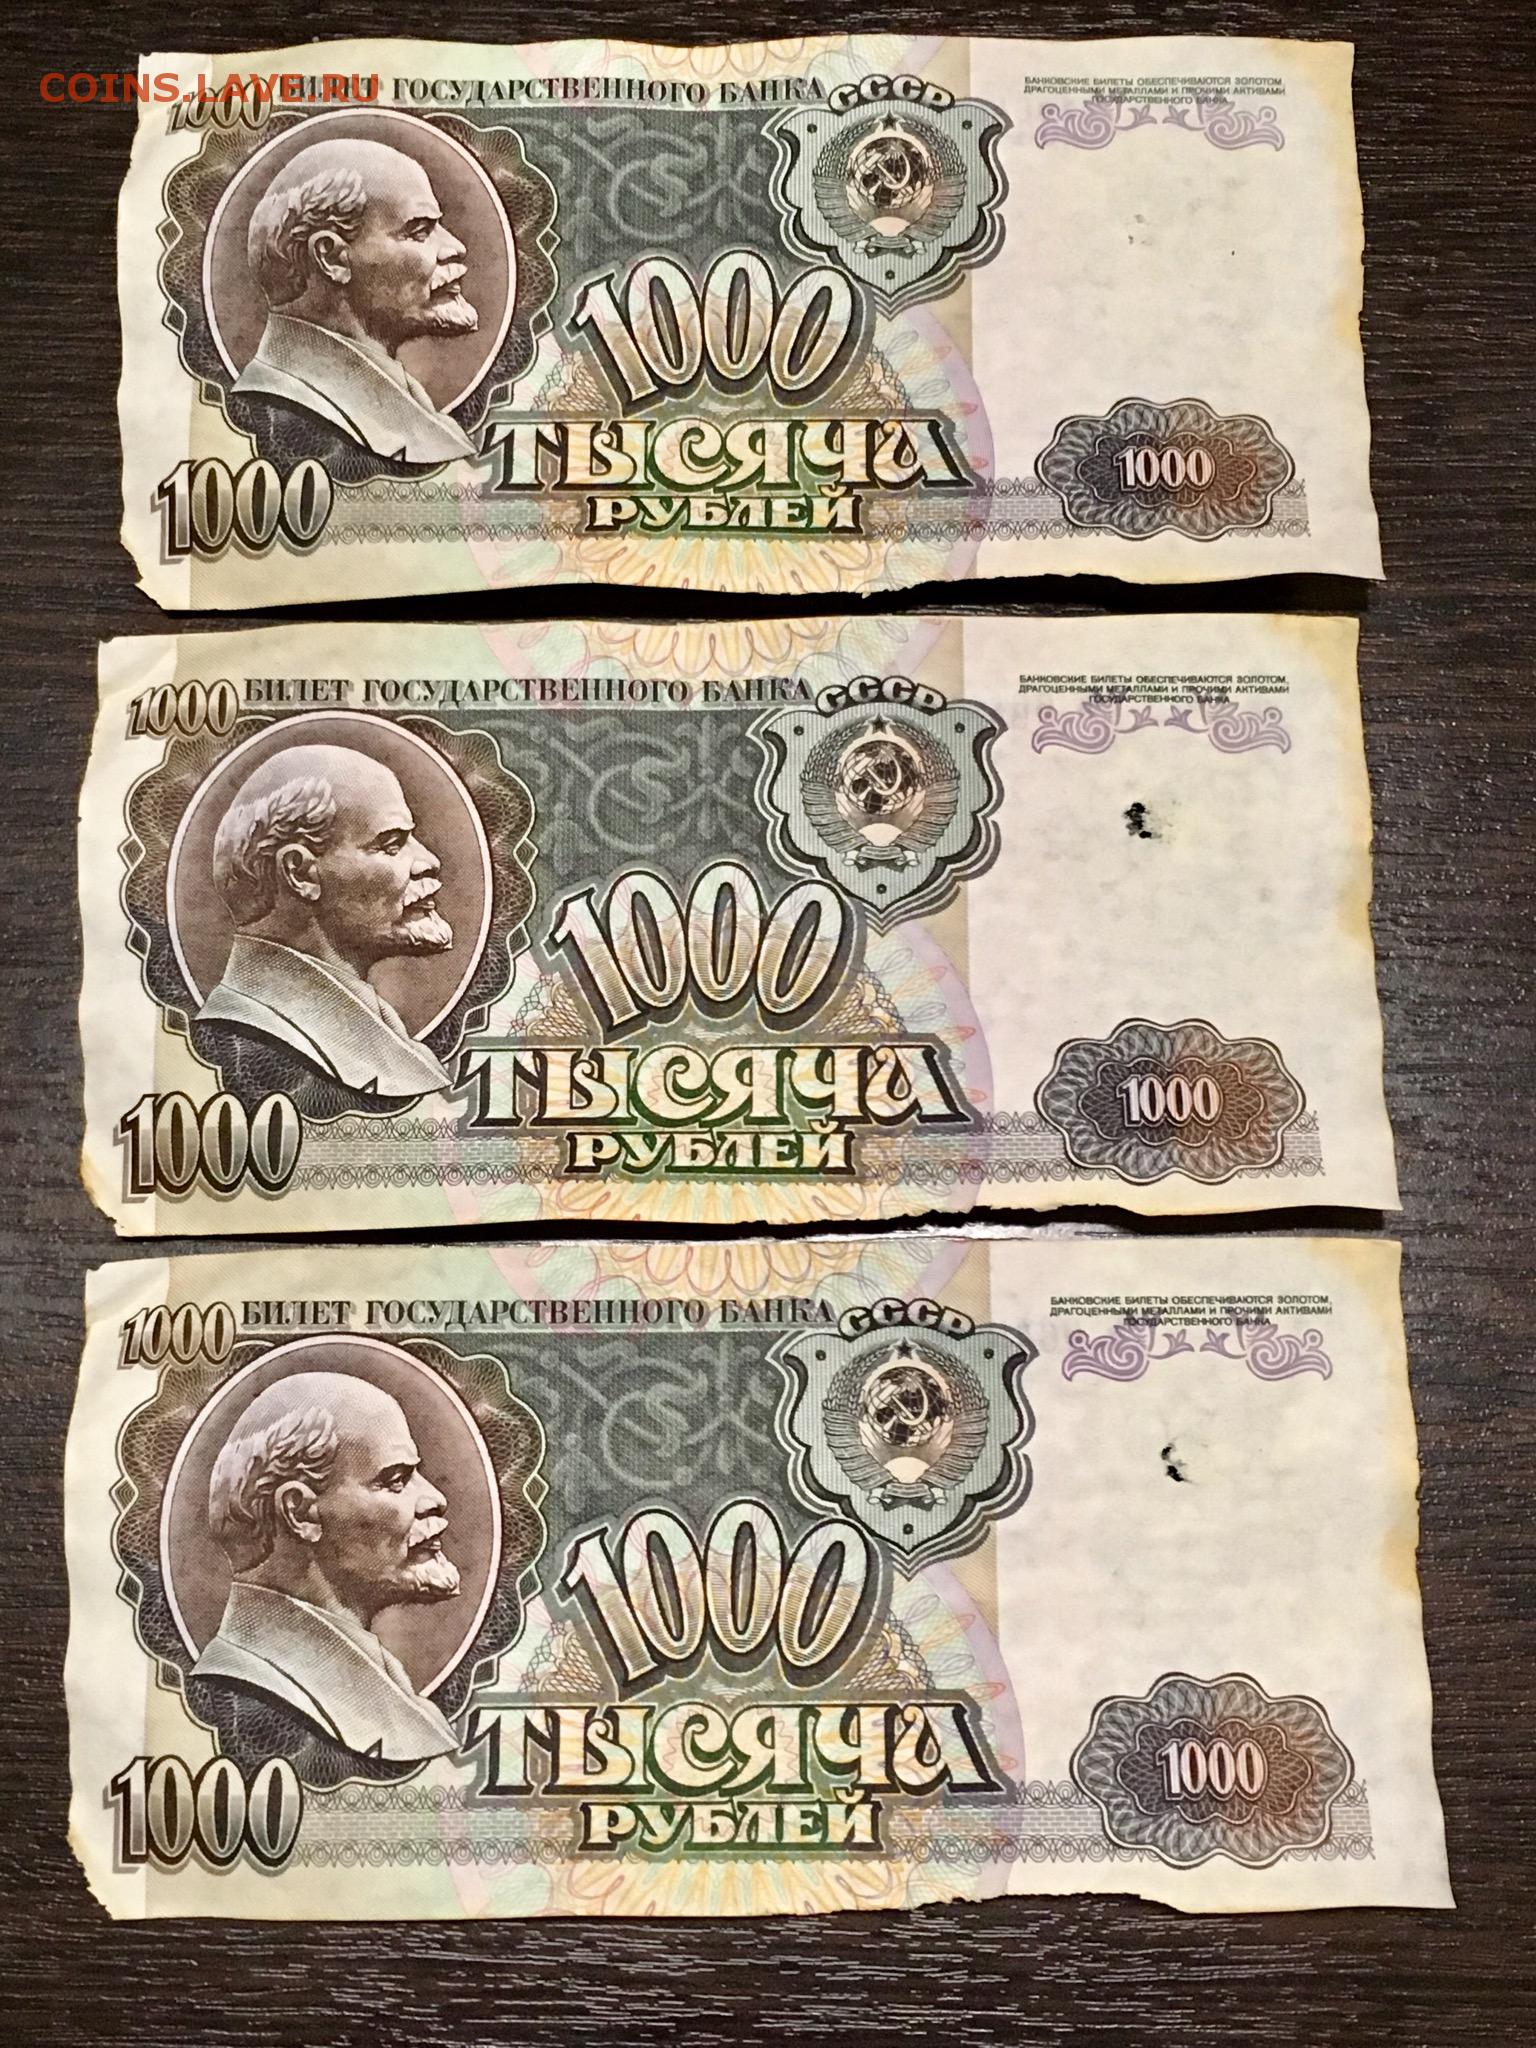 COINS.LAVE.RU
1000 БИЛЕТ ГОСУДАРСТВЕННОГО БАНКА
СССР
БАНКОВСКИЕ БИЛЕТЫ ОБЕСПЕЧИВАЮТСЯ ЗОЛОТОМ,
ДРАГОЦЕННЫМИ МЕТАЛЛАМИ И ПРОЧИМИ АКТИВАМИ
ГОСУДАРСТВЕННОГО БАНКА
1000
ТЫСЯЧА
РУБЛЕЙ
1000
1000
1000 БИЛЕТ ГОСУДАРСТВЕННОГО БАНКА
СССР
БАНКОВСКИЕ БИЛЕТЫ ОБЕСПЕЧИВАЮТСЯ ЗОЛОТОМ,
ДРАГОЦЕННЫМИ МЕТАЛЛАМИ И ПРОЧИМИ АКТИВАМИ
ГОСУДАРСТВЕННОГО БАНКА
1000
ТЫСЯЧА
РУБЛЕЙ
1000
1000
1000 БИЛЕТ ГОСУДАРСТВЕННОГО БАНКА
СССР
БАНКОВСКИЕ БИЛЕТЫ ОБЕСПЕЧИВАЮТСЯ ЗОЛОТОМ,
ДРАГОЦЕННЫМИ МЕТАЛЛАМИ И ПРОЧИМИ АКТИВАМИ
ГОСУДАРСТВЕННОГО БАНКА
1000
ТЫСЯЧА
РУБЛЕЙ
1000
1000